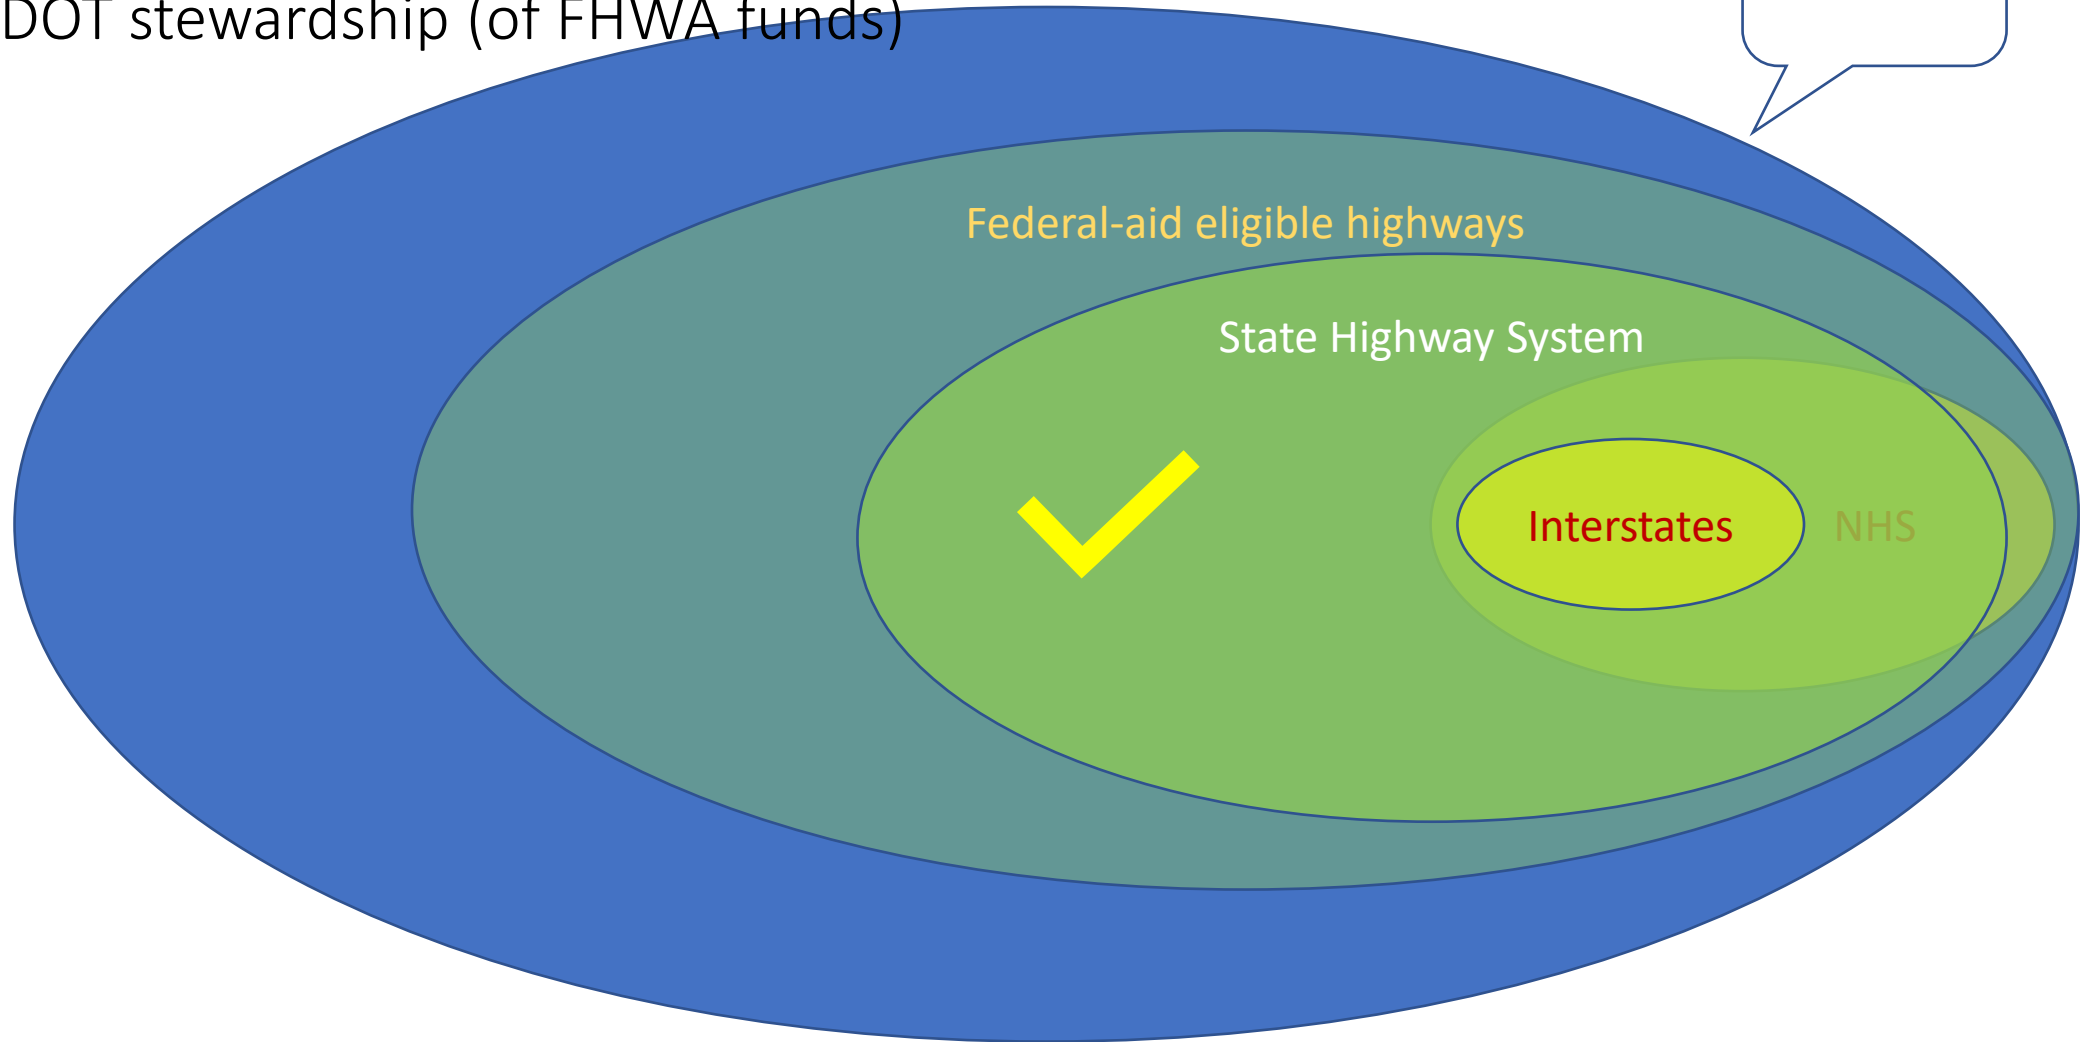 DOT stewardship (of FHWA funds)
Federal-aid eligible highways
State Highway System
Interstates
NHS